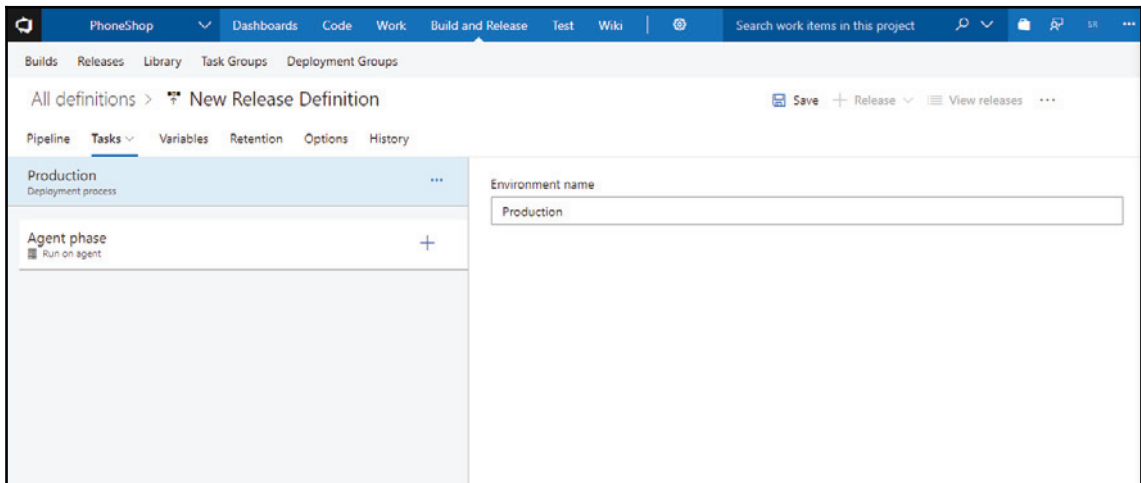 PhoneShop Dashboards Code Work Build and Release Test Wiki Search work items in this project SR
Builds Releases Library Task Groups Deployment Groups
All definitions > New Release Definition Save + Release View releases ...
Pipeline Tasks Variables Retention Options History
Production ...
Deployment process
Environment name
Production
Agent phase +
Run on agent